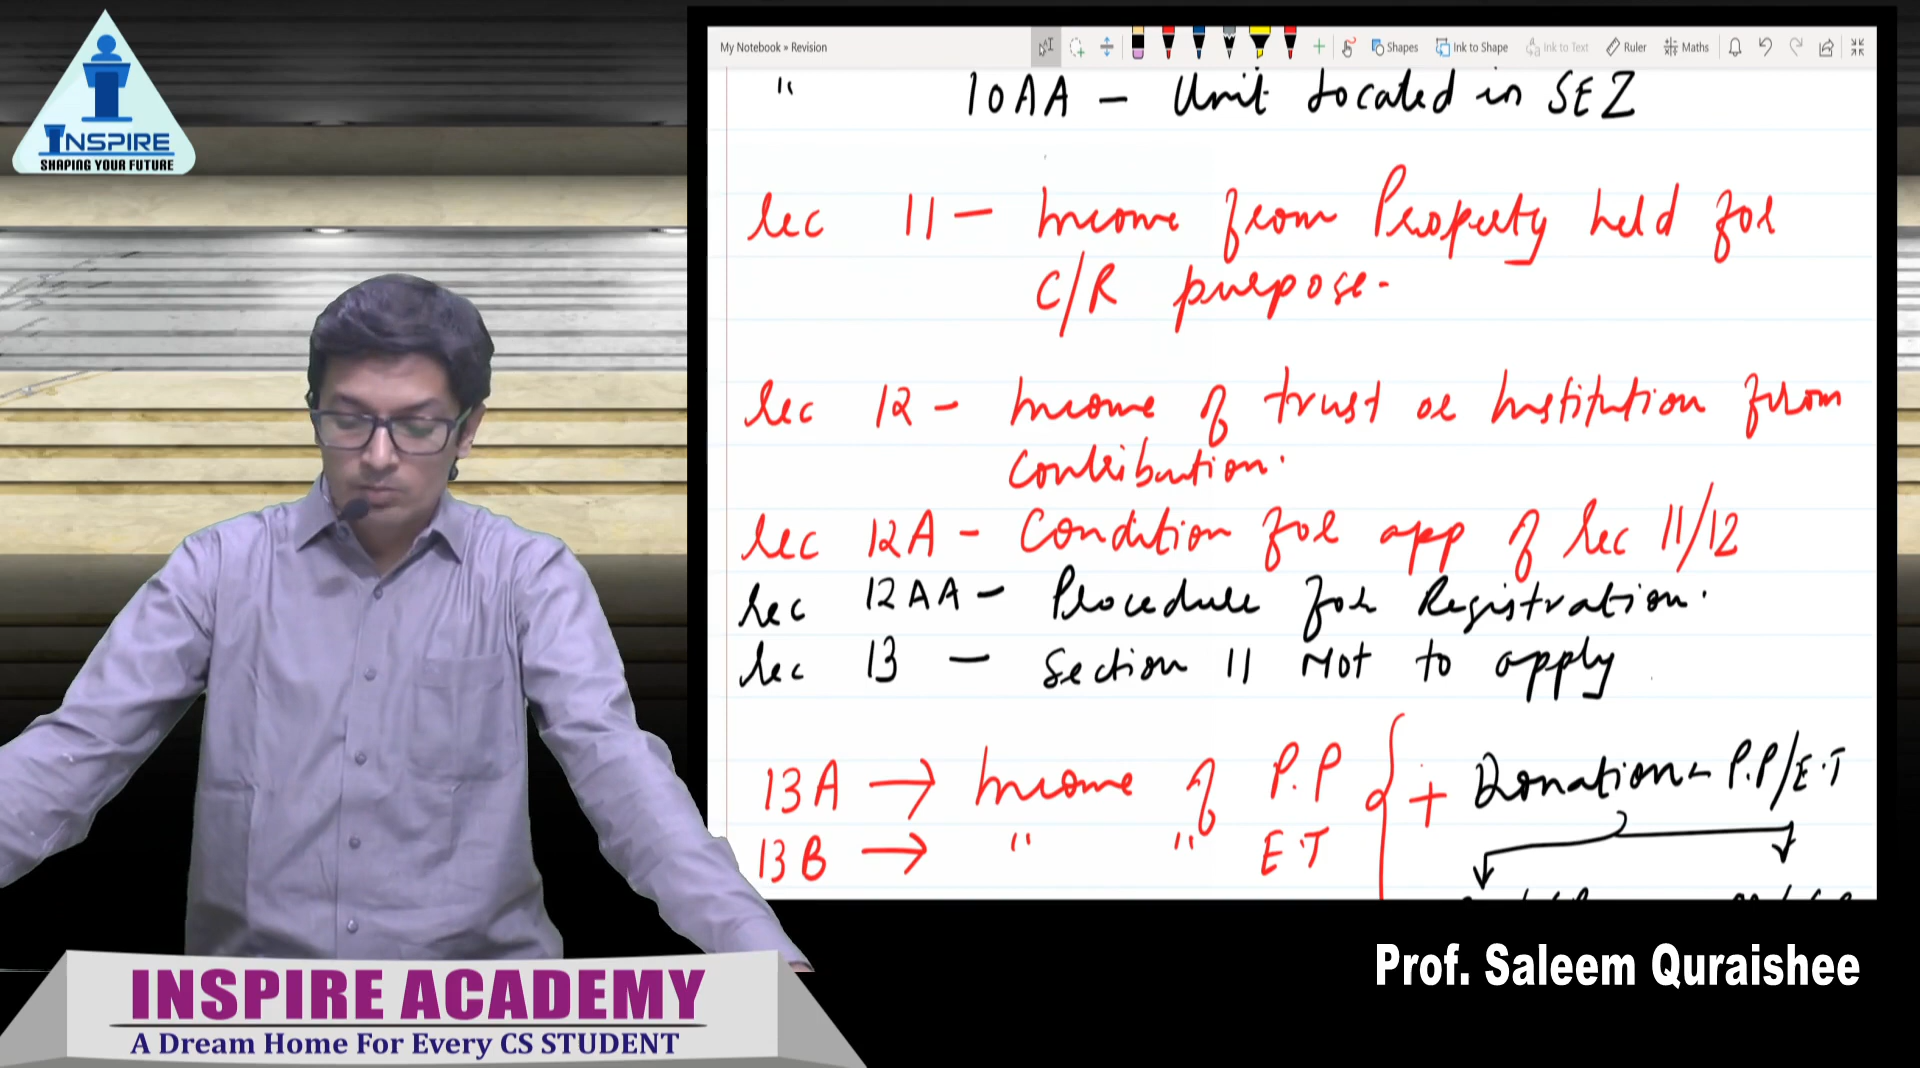 INSPIRE
SHAPING YOUR FUTURE
My Notebook » Revision
Shapes
Ink to Shape
Ink to Text
Ruler
Maths
" 10AA - Unit Located in SEZ
Sec 11 - Income from Property held for
C/R purpose.
Sec 12 - Income of trust or Institution from
Contribution.
Sec 12A - Condition for app of Sec 11/12
Sec 12AA - Procedure for Registration.
Sec 13 - Section 11 Not to apply
13A → Income of P.P
13B → " " E.T
+ Donation - P.P/E.T
INSPIRE ACADEMY
A Dream Home For Every CS STUDENT
Prof. Saleem Quraishee